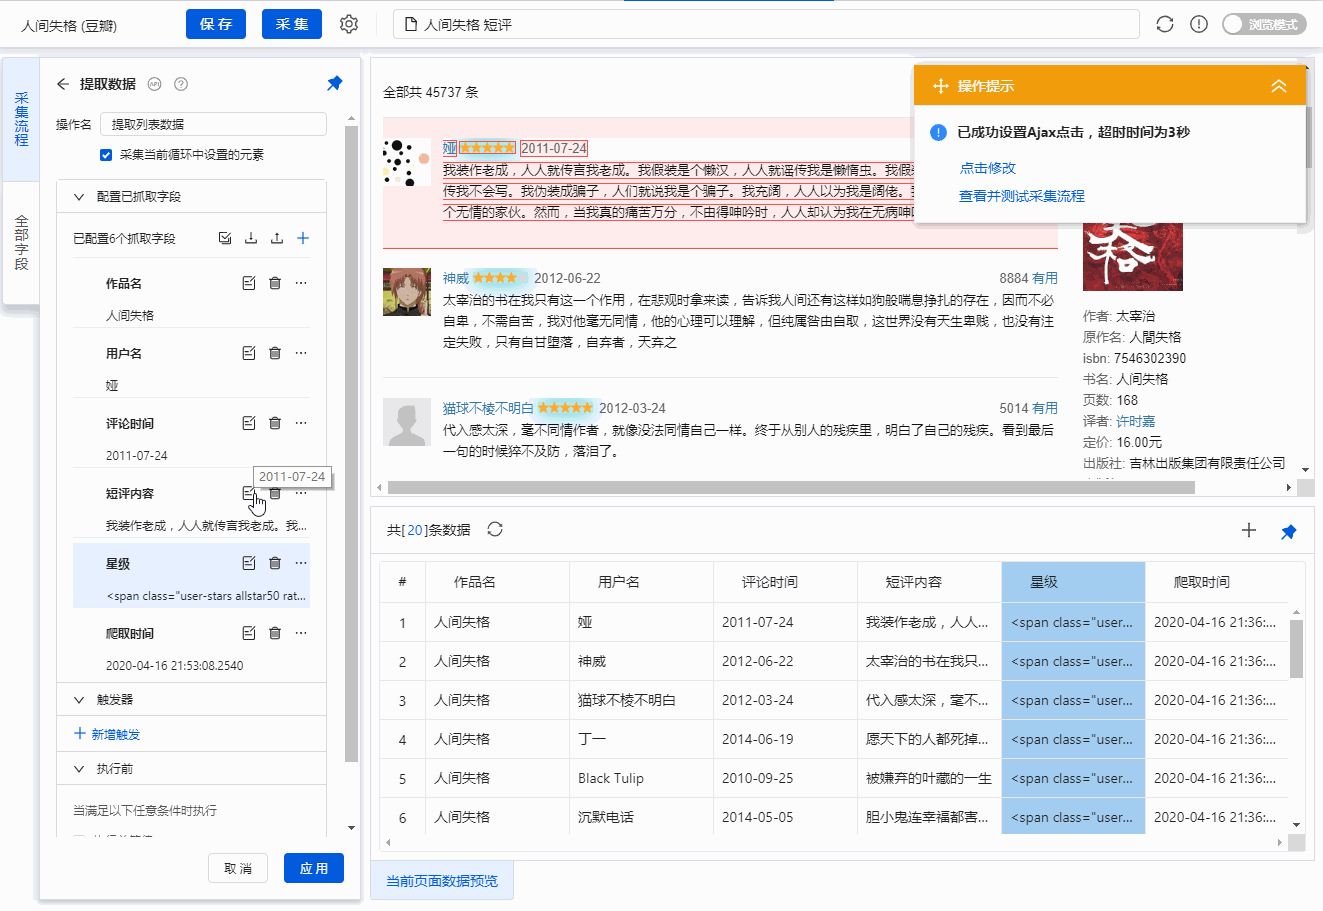 人间失格 (豆瓣)
保 存
采 集
人间失格 短评
浏览模式
采集流程
全部字段
提取数据
API
操作名
提取列表数据
采集当前循环中设置的元素
配置已抓取字段
已配置6个抓取字段
作品名
人间失格
用户名
娅
评论时间
2011-07-24
2011-07-24
短评内容
我装作老成，人人就传言我老成。我...
星级
<span class="user-stars allstar50 rat...
爬取时间
2020-04-16 21:53:08.2540
触发器
新增触发
执行前
当满足以下任意条件时执行
取 消
应 用
全部共 45737 条
娅 ★★★★★ 2011-07-24
我装作老成，人人就传言我老成。我假装是个懒汉，人人就谣传我是懒惰虫。我假
传我不会写。我伪装成骗子，人们就说我是个骗子。我充阔，人人以为我是阔佬。
个无情的家伙。然而，当我真的痛苦万分，不由得呻吟时，人人却认为我在无病呻
神威 ★★★★ 2012-06-22
8884 有用
太宰治的书在我只有这一个作用，在悲观时拿来读，告诉我人间还有这样如狗般喘息挣扎的存在，因而不必
自卑，不需自苦，我对他毫无同情，他的心理可以理解，但纯属咎由自取，这世界没有天生卑贱，也没有注
定失败，只有自甘堕落，自弃者，天弃之
猫球不棱不明白 ★★★★★ 2012-03-24
5014 有用
代入感太深，毫不同情作者，就像没法同情自己一样。终于从别人的残疾里，明白了自己的残疾。看到最后
一句的时候猝不及防，落泪了。
操作提示
已成功设置Ajax点击，超时时间为3秒
点击修改
查看并测试采集流程
作者: 太宰治
原作名: 人間失格
isbn: 7546302390
书名: 人间失格
页数: 168
译者: 许时嘉
定价: 16.00元
出版社: 吉林出版集团有限责任公司
共[20]条数据
# 作品名 用户名 评论时间 短评内容 星级 爬取时间
1 人间失格 娅 2011-07-24 我装作老成，人人... <span class="user... 2020-04-16 21:36:...
2 人间失格 神威 2012-06-22 太宰治的书在我只... <span class="user... 2020-04-16 21:36:...
3 人间失格 猫球不棱不明白 2012-03-24 代入感太深，毫不... <span class="user... 2020-04-16 21:36:...
4 人间失格 丁一 2014-06-19 愿天下的人都死掉... <span class="user... 2020-04-16 21:36:...
5 人间失格 Black Tulip 2010-09-25 被嫌弃的叶藏的一生 <span class="user... 2020-04-16 21:36:...
6 人间失格 沉默电话 2014-05-05 胆小鬼连幸福都害... <span class="user... 2020-04-16 21:36:...
当前页面数据预览